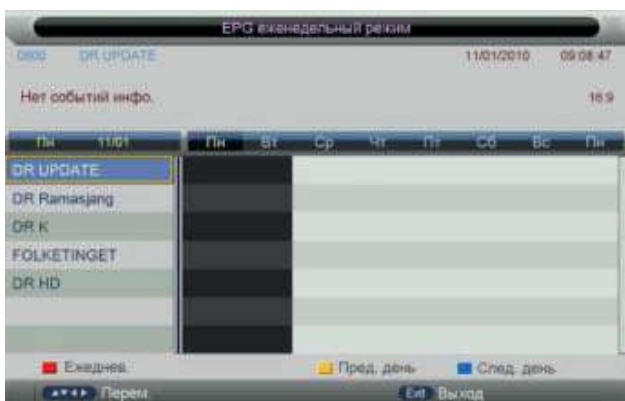 EPG еженедельный режим
0800 DR UPDATE 11/01/2010 09:08:47
Нет событий инфо. 16:9
Пн 11/01 Пн Вт Ср Чт Пт Сб Вс Пн
DR UPDATE
DR Ramasjang
DR K
FOLKETINGET
DR HD
Ежеднев. Пред. день След. день
Перем. Exit Выход